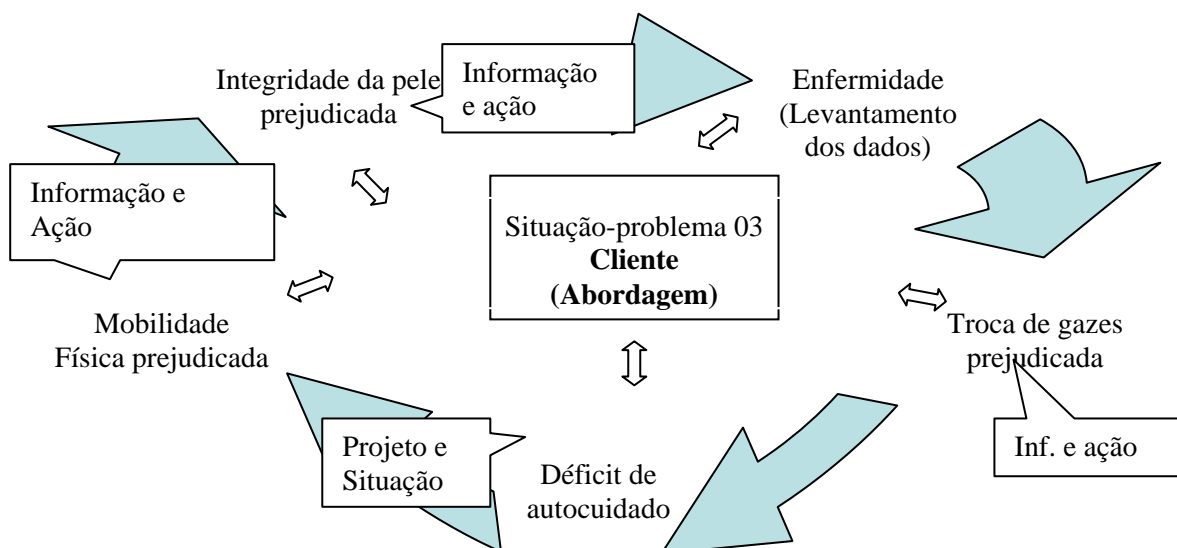 Integridade da pele
prejudicada
Informação
e ação
Enfermidade
(Levantamento
dos dados)
Informação e
Ação
Situação-problema 03
Cliente
(Abordagem)
Mobilidade
Física prejudicada
Troca de gazes
prejudicada
Projeto e
Situação
Déficit de
autocuidado
Inf. e ação